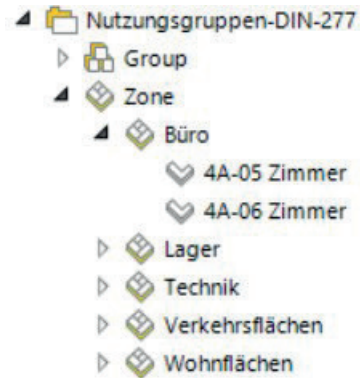 Nutzungsgruppen-DIN-277
Group
Zone
Büro
4A-05 Zimmer
4A-06 Zimmer
Lager
Technik
Verkehrsflächen
Wohnflächen